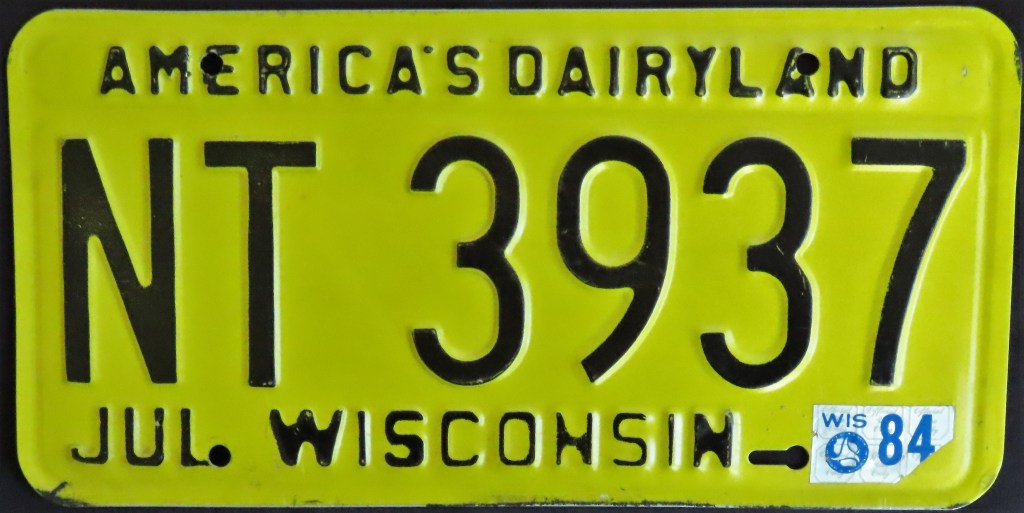 AMERICA'S DAIRYLAND
NT 3937
JUL WISCONSIN
WIS
84